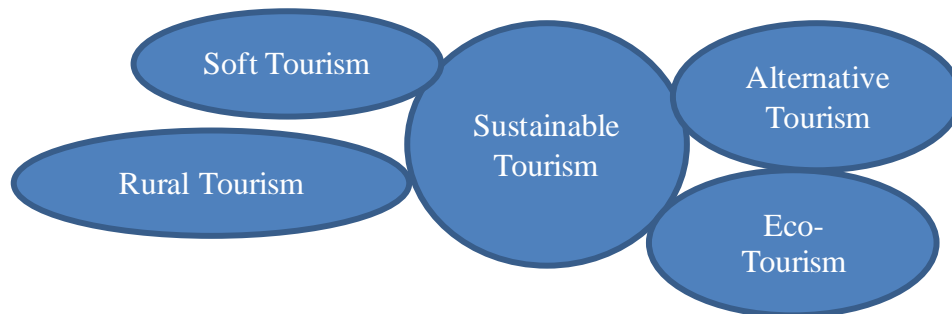 Soft Tourism
Rural Tourism
Sustainable
Tourism
Alternative
Tourism
Eco-
Tourism